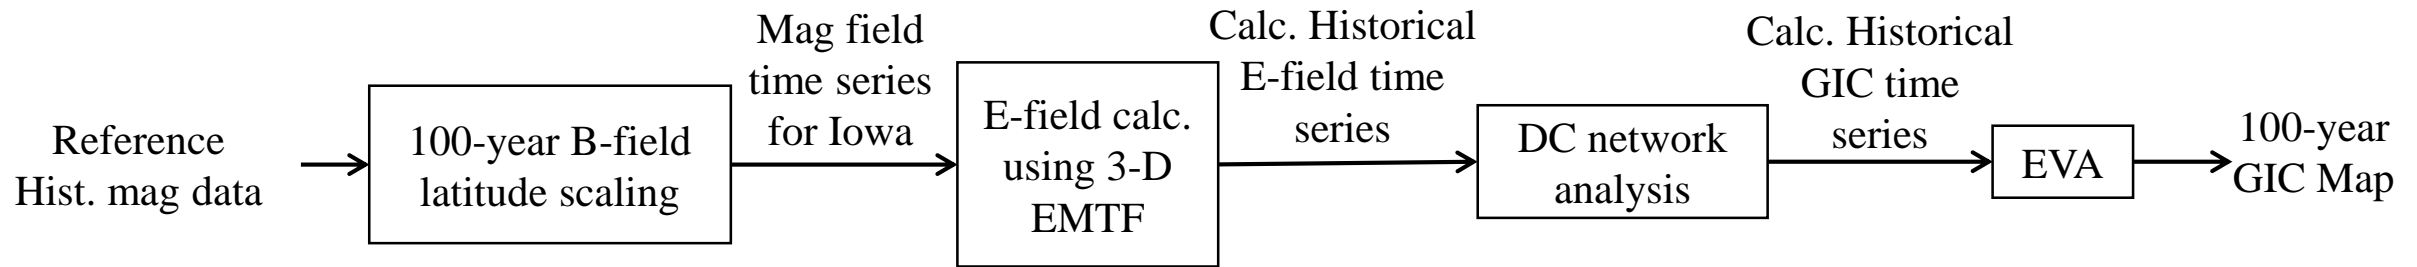 Reference
Hist. mag data
100-year B-field
latitude scaling
Mag field
time series
for Iowa
E-field calc.
using 3-D
EMTF
Calc. Historical
E-field time
series
DC network
analysis
Calc. Historical
GIC time
series
EVA
100-year
GIC Map